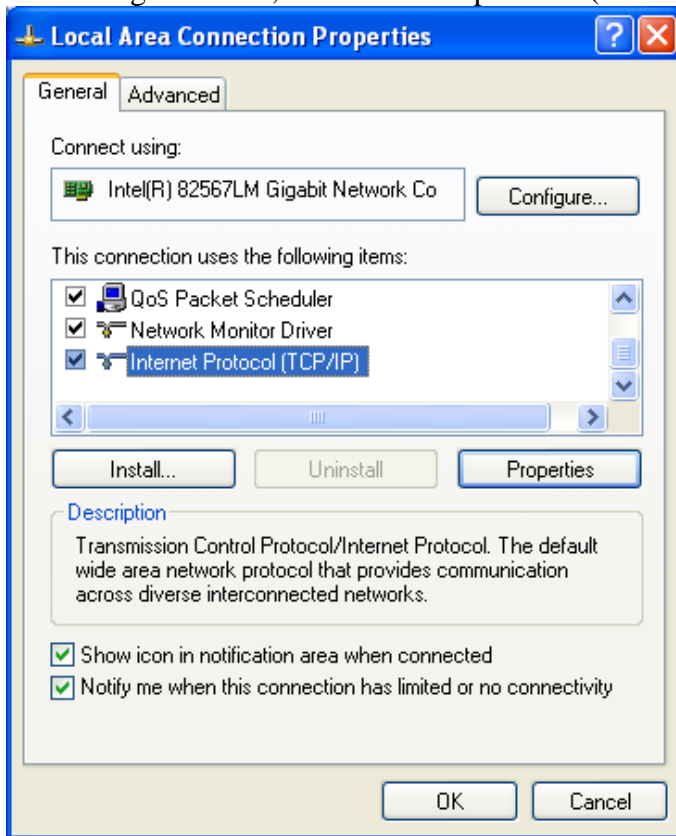 Local Area Connection Properties
General Advanced
Connect using:
Intel(R) 82567LM Gigabit Network Co
Configure...
This connection uses the following items:
QoS Packet Scheduler
Network Monitor Driver
Internet Protocol (TCP/IP)
Install... Uninstall Properties
Description
Transmission Control Protocol/Internet Protocol. The default
wide area network protocol that provides communication
across diverse interconnected networks.
Show icon in notification area when connected
Notify me when this connection has limited or no connectivity
OK Cancel